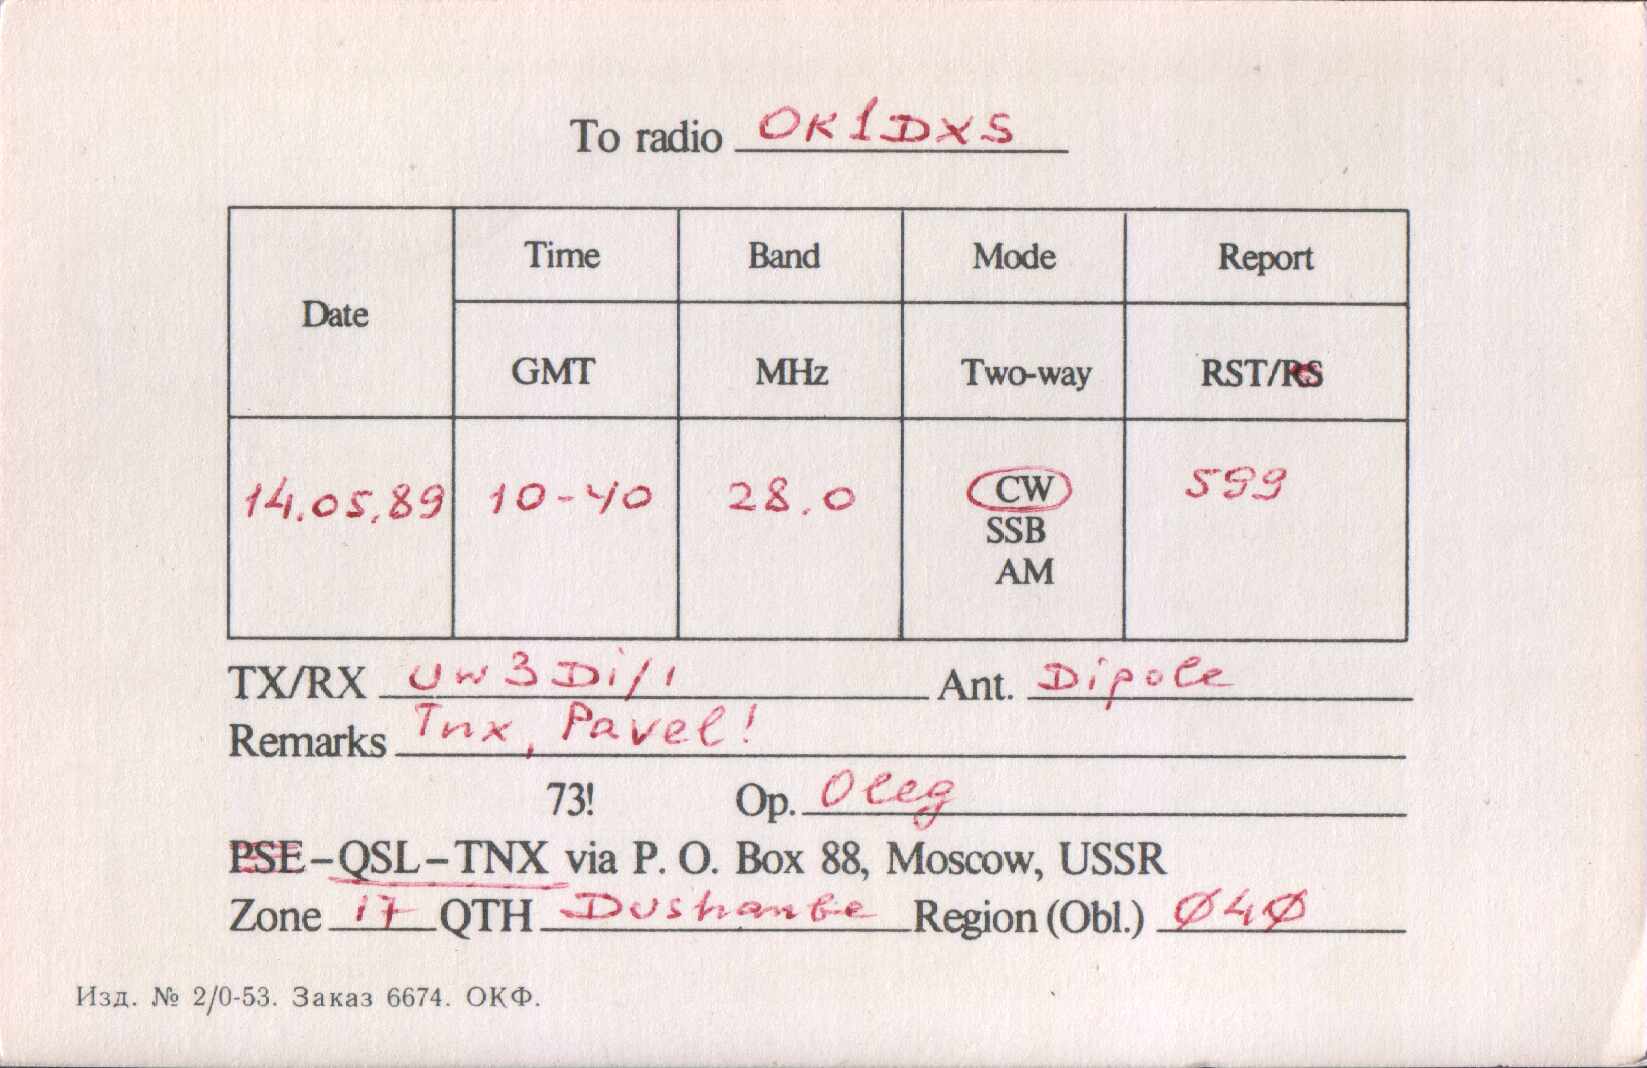 To radio OK1DXS
Time Band Mode Report
Date
GMT MHz Two-way RST/RS
14.05.89 10-40 28.0 CW 599
SSB
AM
TX/RX UW3Di/1 Ant. Dipole
Remarks Tnx, Pavel!
73! Op. Oleg
PSE–QSL–TNX via P. O. Box 88, Moscow, USSR
Zone 17 QTH Dushanbe Region (Obl.) Ø4Ø
Изд. № 2/0-53. Заказ 6674. ОКФ.